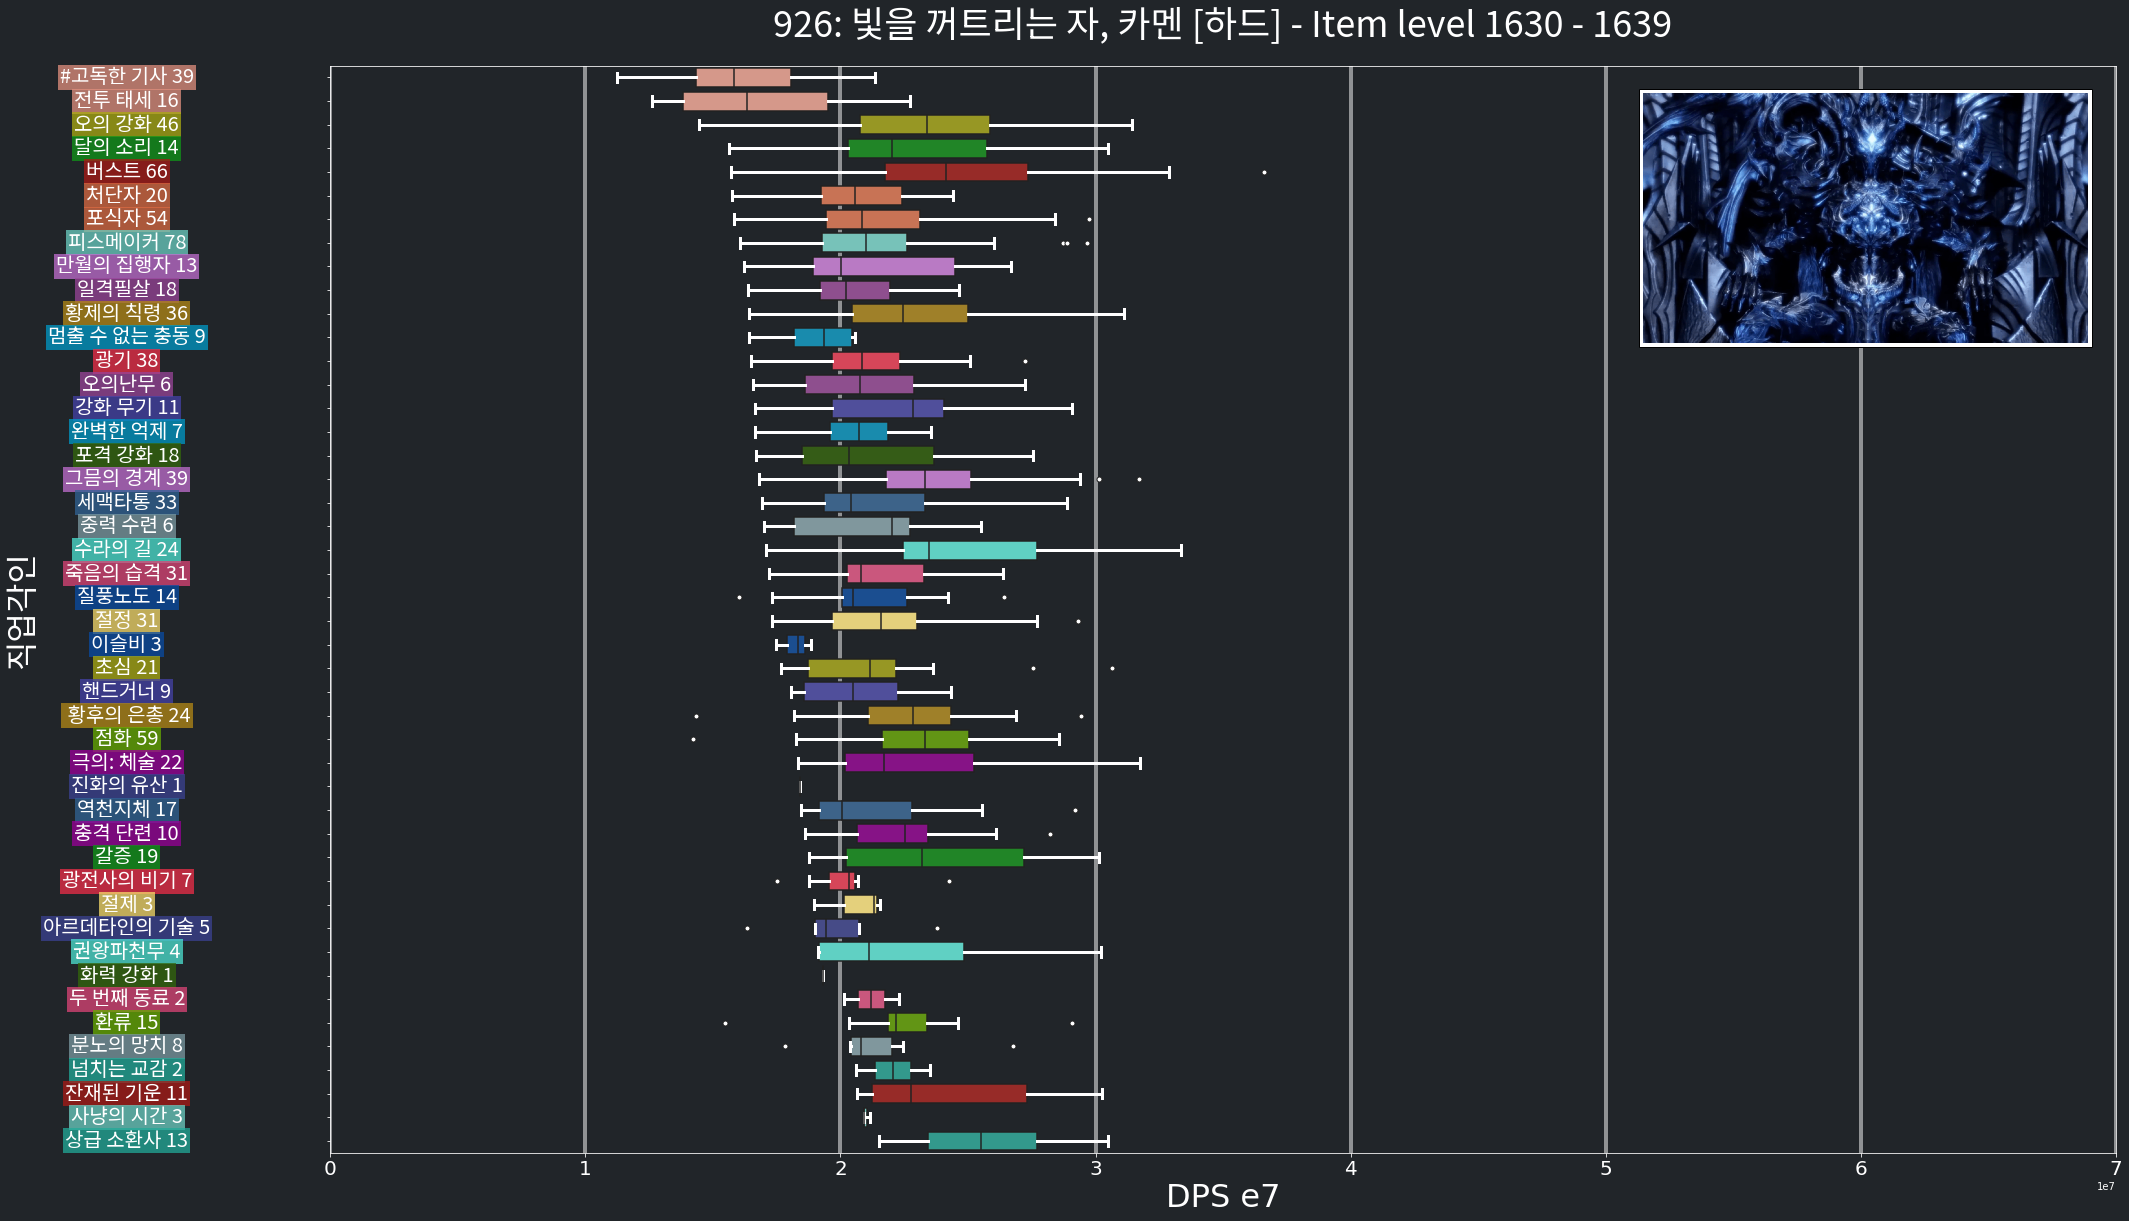 926: 빛을 꺼트리는 자, 카멘 [하드] - Item level 1630 - 1639
직업각인
#고독한 기사 39
전투 태세 16
오의 강화 46
달의 소리 14
버스트 66
처단자 20
포식자 54
피스메이커 78
만월의 집행자 13
일격필살 18
황제의 칙령 36
멈출 수 없는 충동 9
광기 38
오의난무 6
강화 무기 11
완벽한 억제 7
포격 강화 18
그믐의 경계 39
세맥타통 33
중력 수련 6
수라의 길 24
죽음의 습격 31
질풍노도 14
절정 31
이슬비 3
초심 21
핸드거너 9
황후의 은총 24
점화 59
극의: 체술 22
진화의 유산 1
역천지체 17
충격 단련 10
갈증 19
광전사의 비기 7
절제 3
아르데타인의 기술 5
권왕파천무 4
화력 강화 1
두 번째 동료 2
환류 15
분노의 망치 8
넘치는 교감 2
잔재된 기운 11
사냥의 시간 3
상급 소환사 13
0 1 2 3 4 5 6 7
1e7
DPS e7